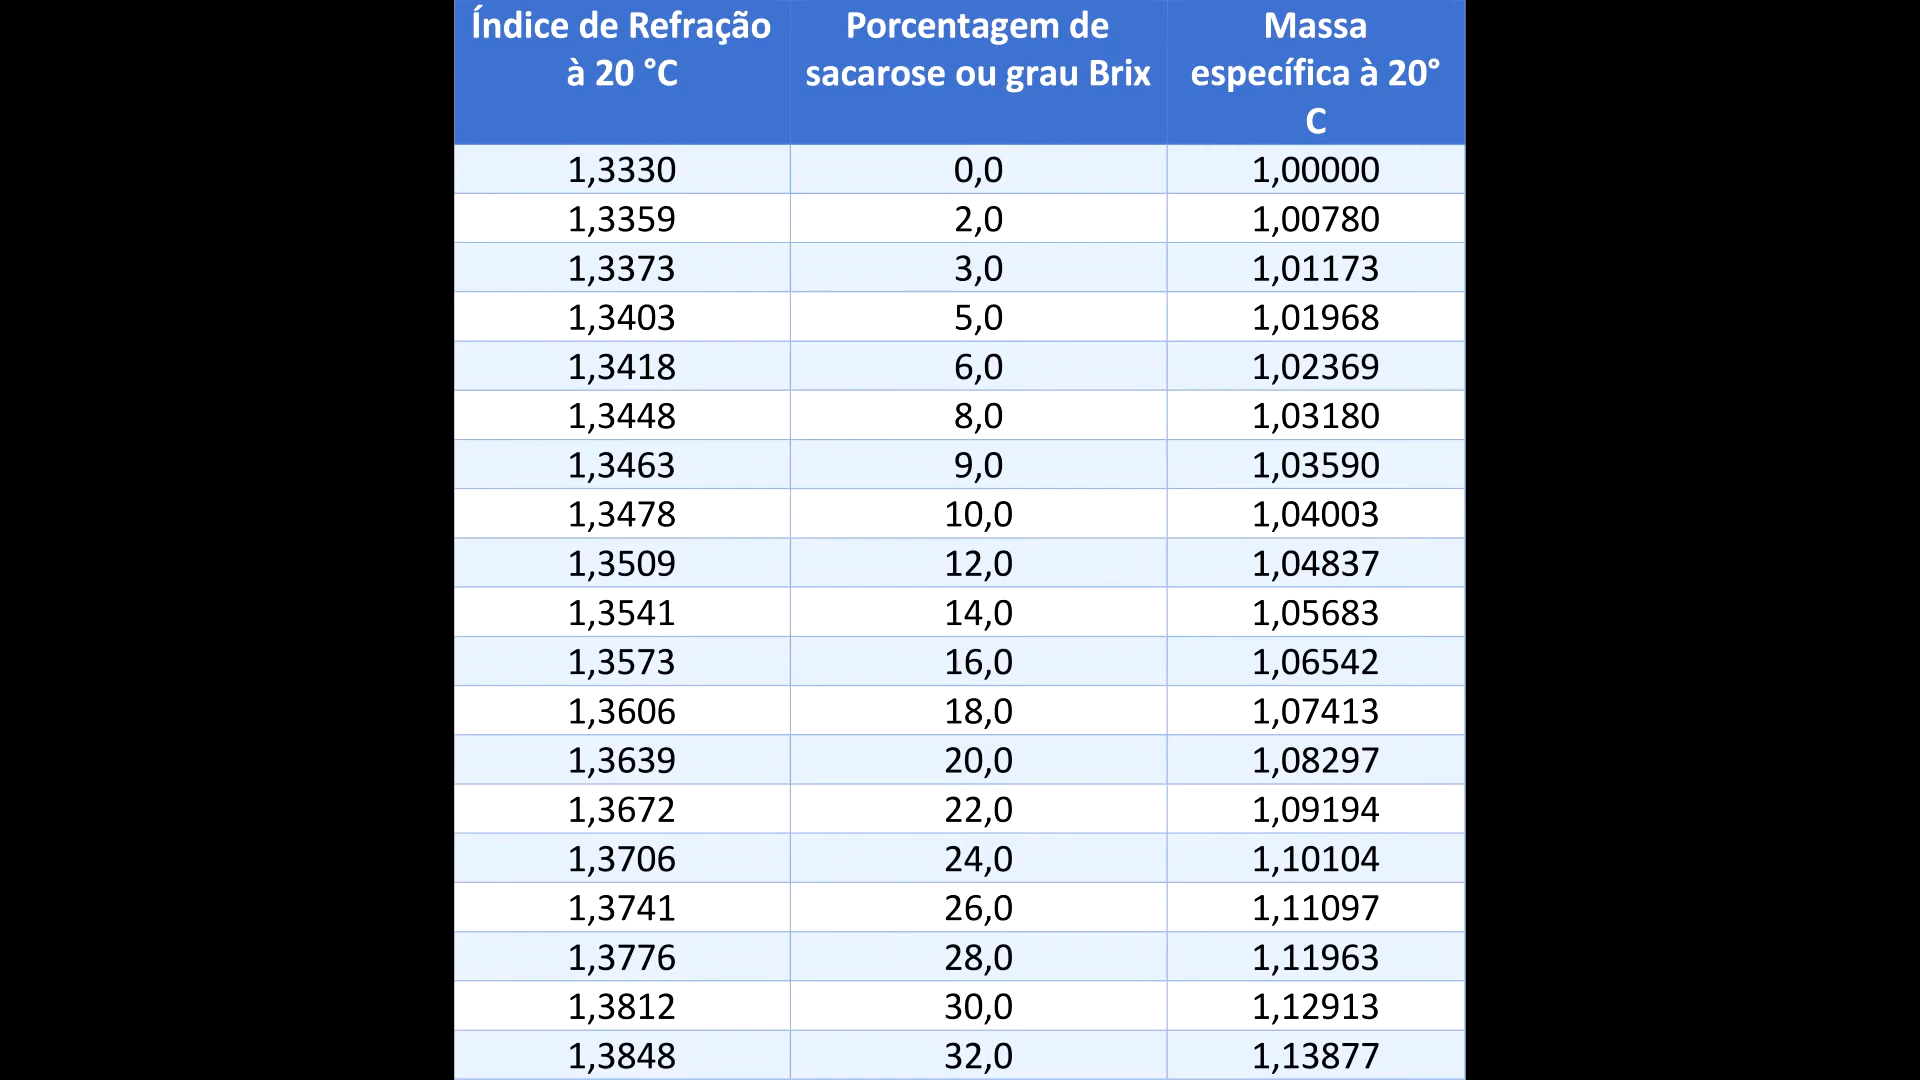 Índice de Refração à 20 °C | Porcentagem de sacarose ou grau Brix | Massa específica à 20° C
1,3330 | 0,0 | 1,00000
1,3359 | 2,0 | 1,00780
1,3373 | 3,0 | 1,01173
1,3403 | 5,0 | 1,01968
1,3418 | 6,0 | 1,02369
1,3448 | 8,0 | 1,03180
1,3463 | 9,0 | 1,03590
1,3478 | 10,0 | 1,04003
1,3509 | 12,0 | 1,04837
1,3541 | 14,0 | 1,05683
1,3573 | 16,0 | 1,06542
1,3606 | 18,0 | 1,07413
1,3639 | 20,0 | 1,08297
1,3672 | 22,0 | 1,09194
1,3706 | 24,0 | 1,10104
1,3741 | 26,0 | 1,11097
1,3776 | 28,0 | 1,11963
1,3812 | 30,0 | 1,12913
1,3848 | 32,0 | 1,13877